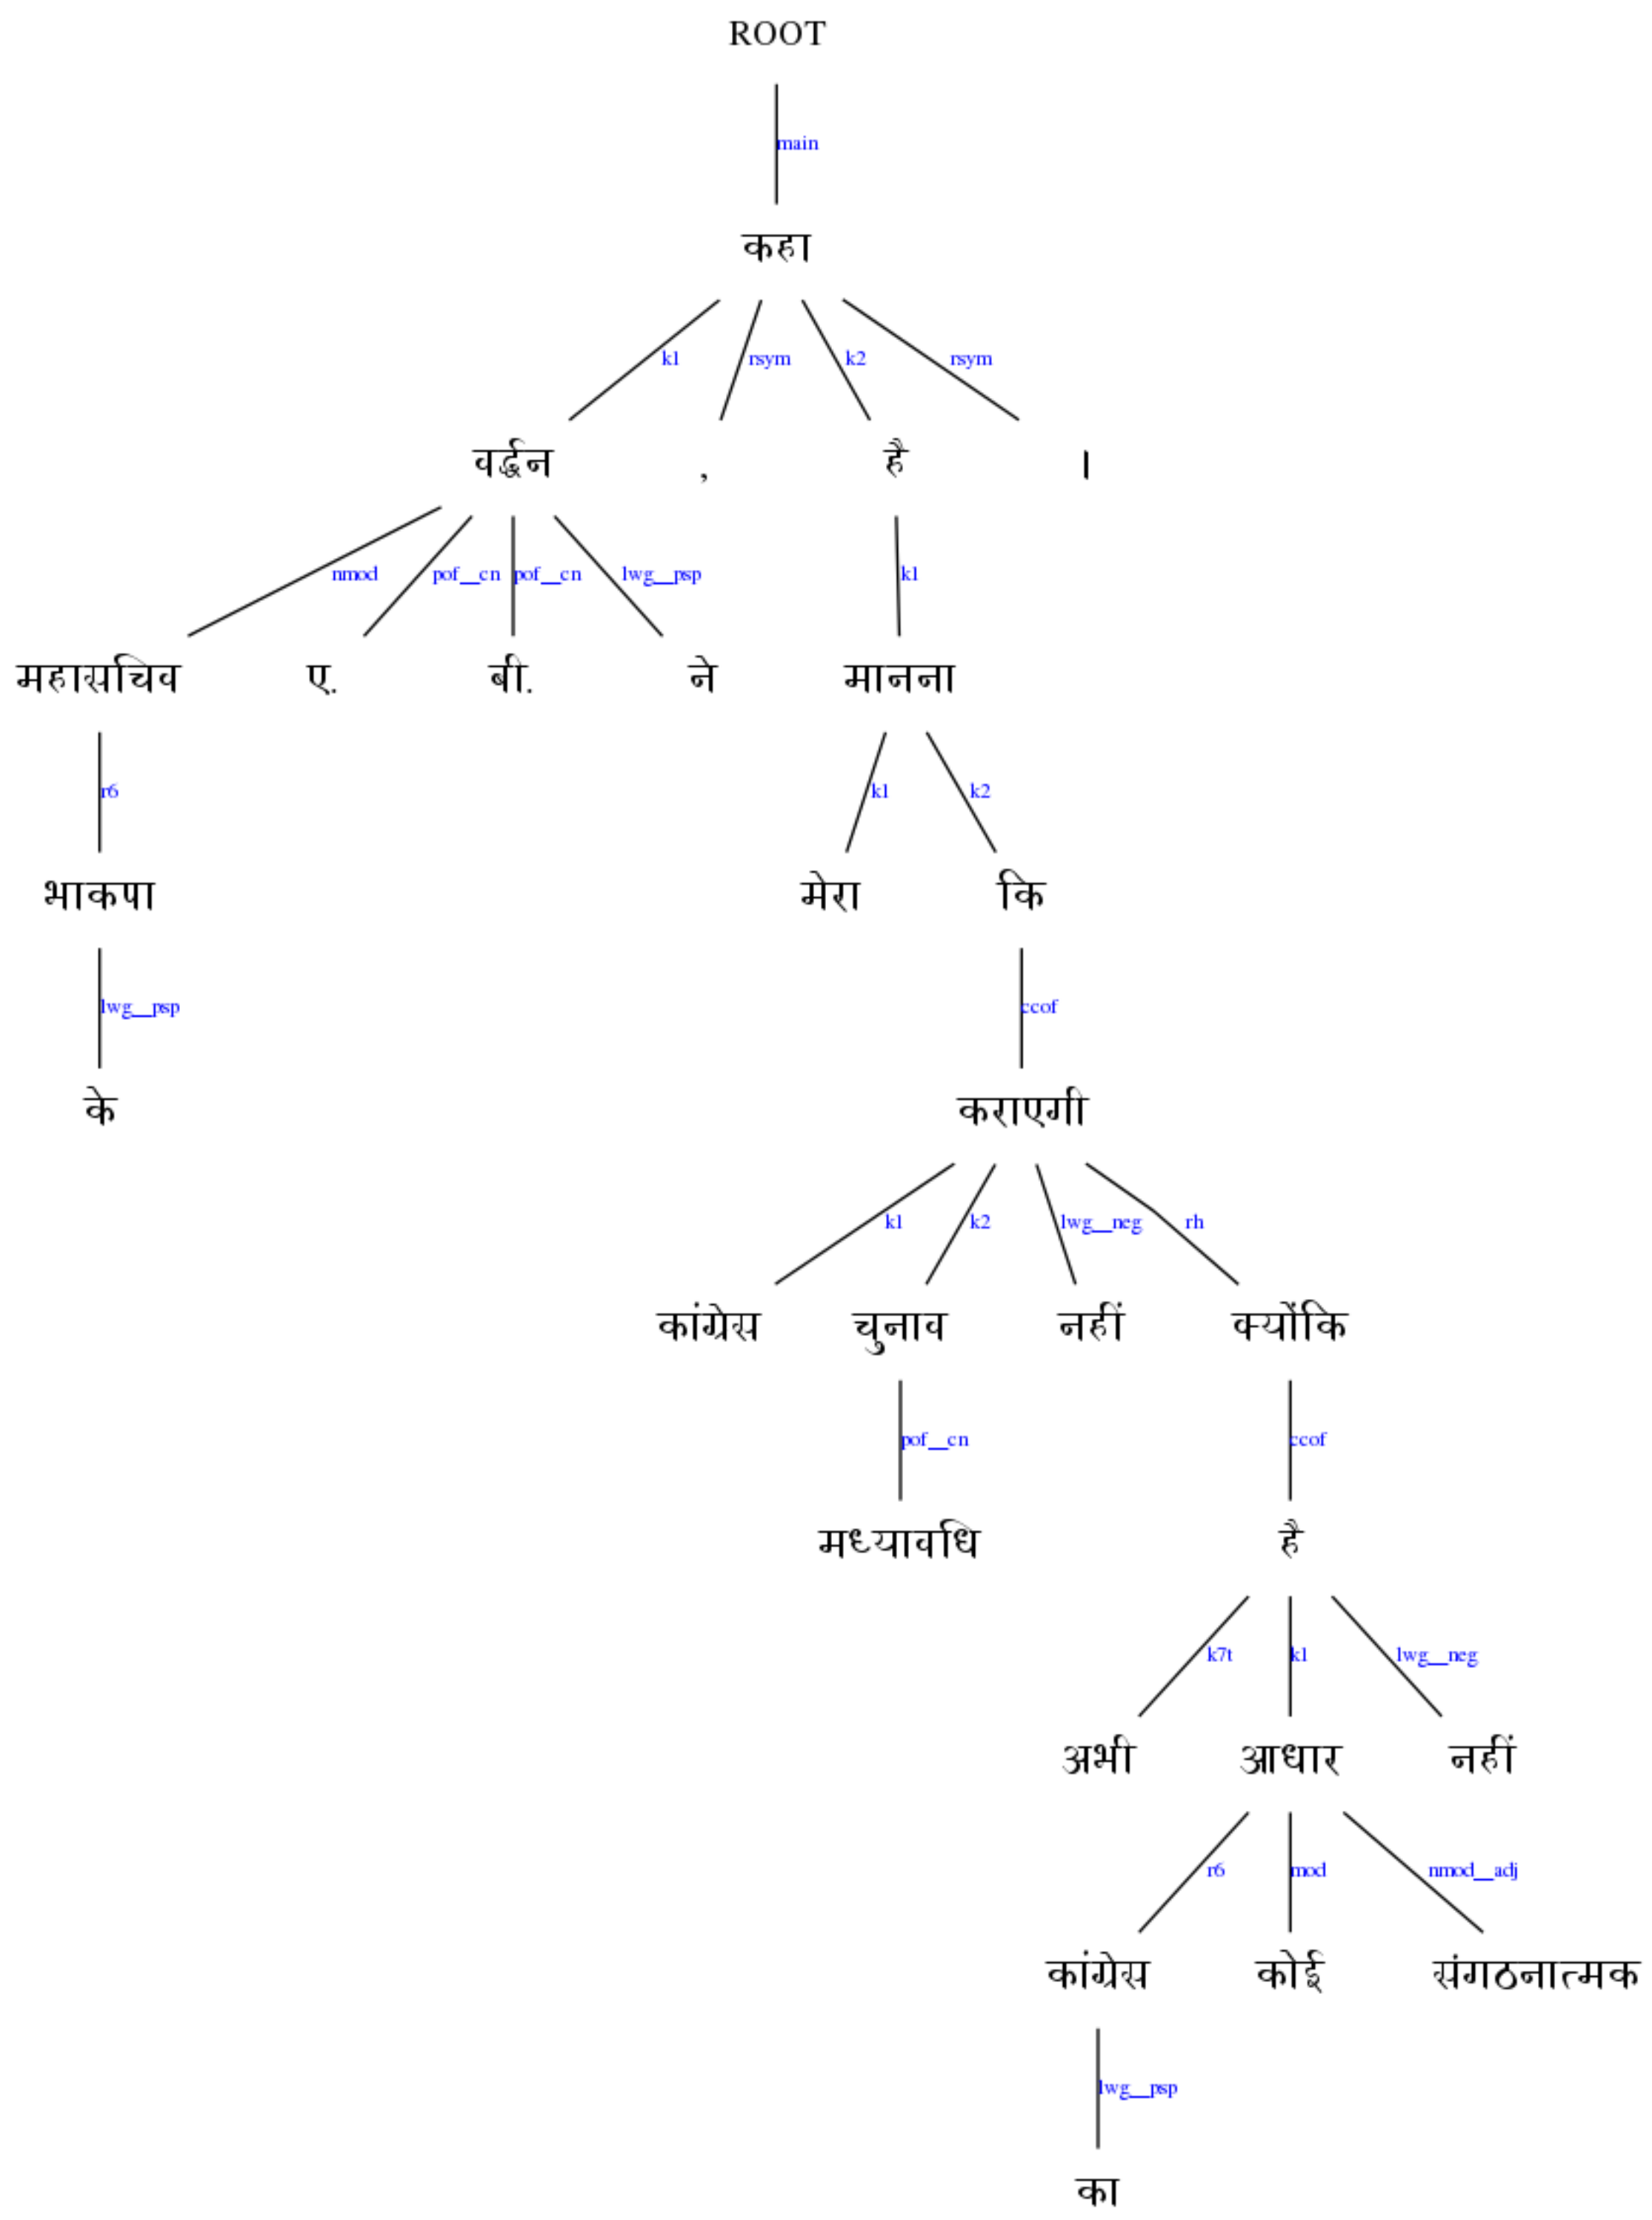 ROOT
main
कहा
k1 rsym k2 rsym
वर्द्धन , है ।
nmod pof__cn pof__cn lwg__psp k1
महासचिव ए. बी. ने मानना
r6 k1 k2
भाकपा मेरा कि
lwg__psp ccof
के कराएगी
k1 k2 lwg__neg rh
कांग्रेस चुनाव नहीं क्योंकि
pof__cn ccof
मध्यावधि है
k7t k1 lwg__neg
अभी आधार नहीं
r6 mod nmod__adj
कांग्रेस कोई संगठनात्मक
lwg__psp
का